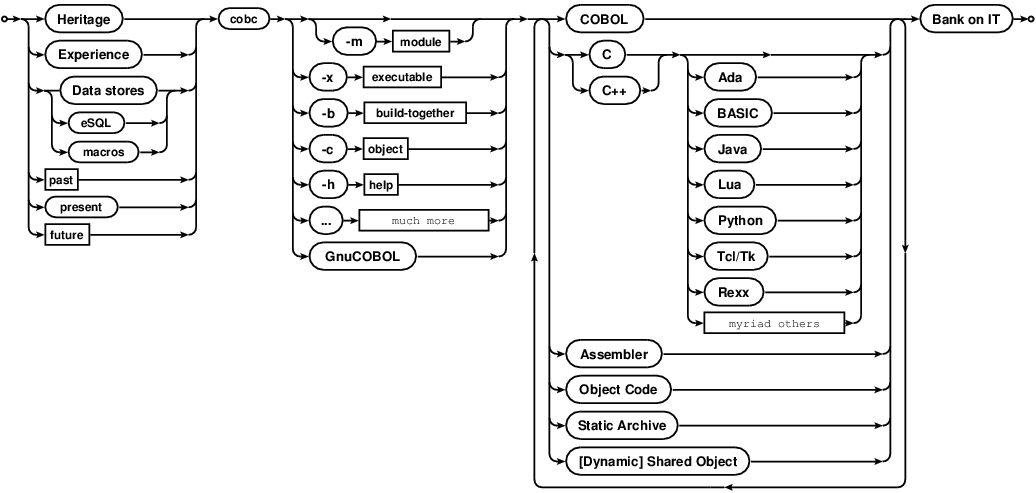 Heritage
Experience
Data stores
eSQL
macros
past
present
future
cobc
-m module
-x executable
-b build-together
-c object
-h help
... much more
GnuCOBOL
COBOL
C
C++
Ada
BASIC
Java
Lua
Python
Tcl/Tk
Rexx
myriad others
Assembler
Object Code
Static Archive
[Dynamic] Shared Object
Bank on IT